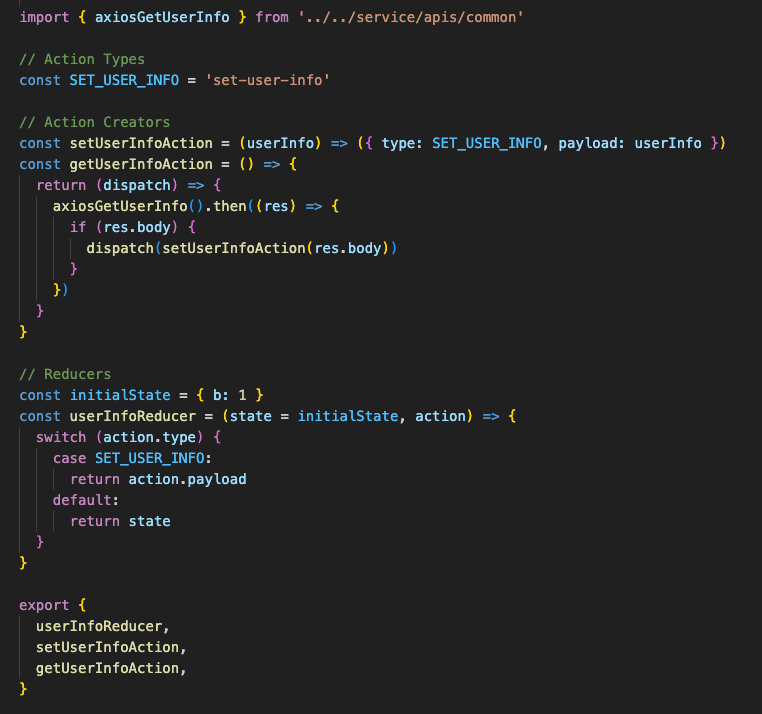 import { axiosGetUserInfo } from '../../service/apis/common'

// Action Types
const SET_USER_INFO = 'set-user-info'

// Action Creators
const setUserInfoAction = (userInfo) => ({ type: SET_USER_INFO, payload: userInfo })
const getUserInfoAction = () => {
  return (dispatch) => {
    axiosGetUserInfo().then((res) => {
      if (res.body) {
        dispatch(setUserInfoAction(res.body))
      }
    })
  }
}

// Reducers
const initialState = { b: 1 }
const userInfoReducer = (state = initialState, action) => {
  switch (action.type) {
    case SET_USER_INFO:
      return action.payload
    default:
      return state
  }
}

export {
  userInfoReducer,
  setUserInfoAction,
  getUserInfoAction,
}